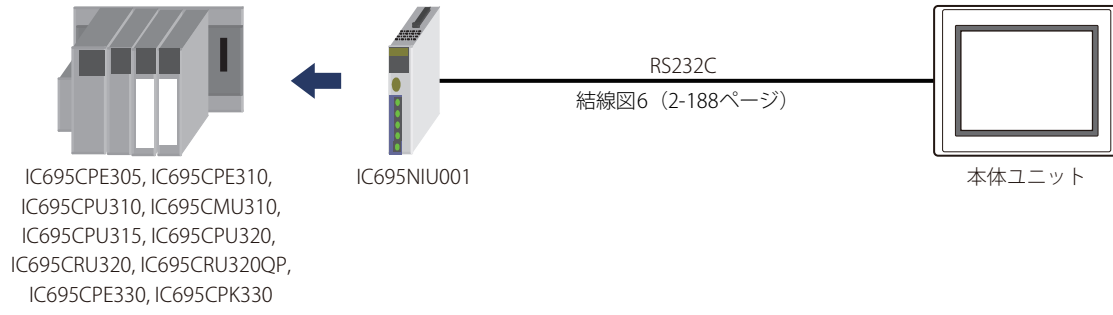 RS232C
結線図6（2-188ページ）
IC695CPE305, IC695CPE310,
IC695CPU310, IC695CMU310,
IC695CPU315, IC695CPU320,
IC695CRU320, IC695CRU320QP,
IC695CPE330, IC695CPK330
IC695NIU001
本体ユニット